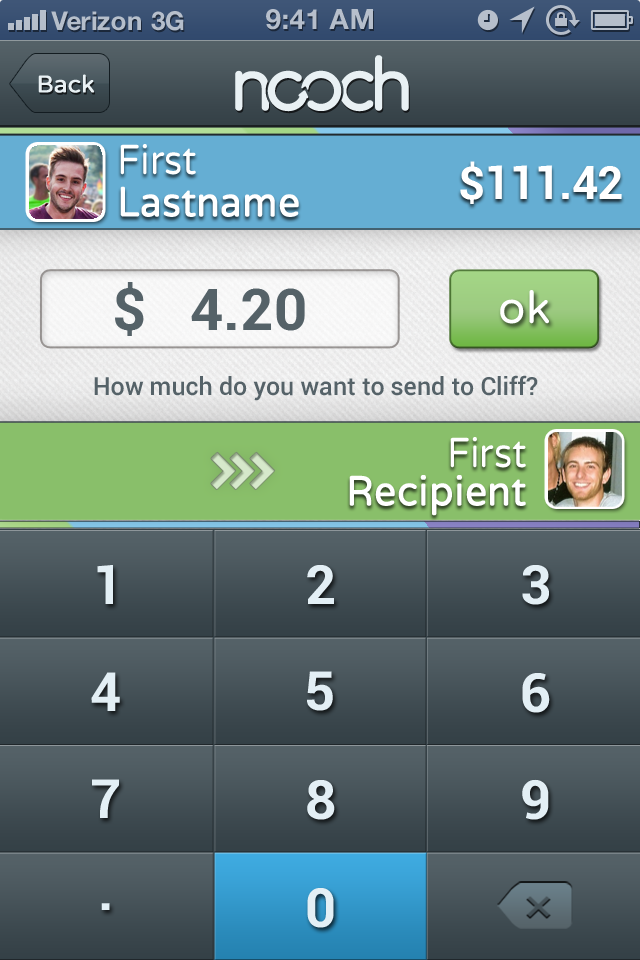 Verizon 3G 9:41 AM
Back nooch
First
Lastname
$111.42
$ 4.20 ok
How much do you want to send to Cliff?
First
Recipient
1 2 3
4 5 6
7 8 9
. 0